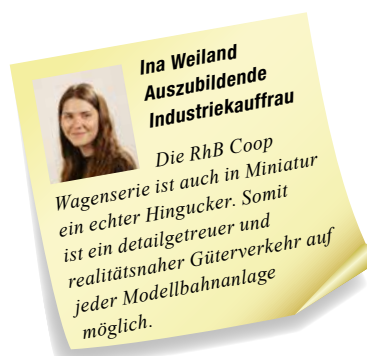 Ina Weiland
Auszubildende
Industriekauffrau
Die RhB Coop
Wagenserie ist auch in Miniatur
ein echter Hingucker. Somit
ist ein detailgetreuer und
realitätsnaher Güterverkehr auf
jeder Modellbahnanlage
möglich.